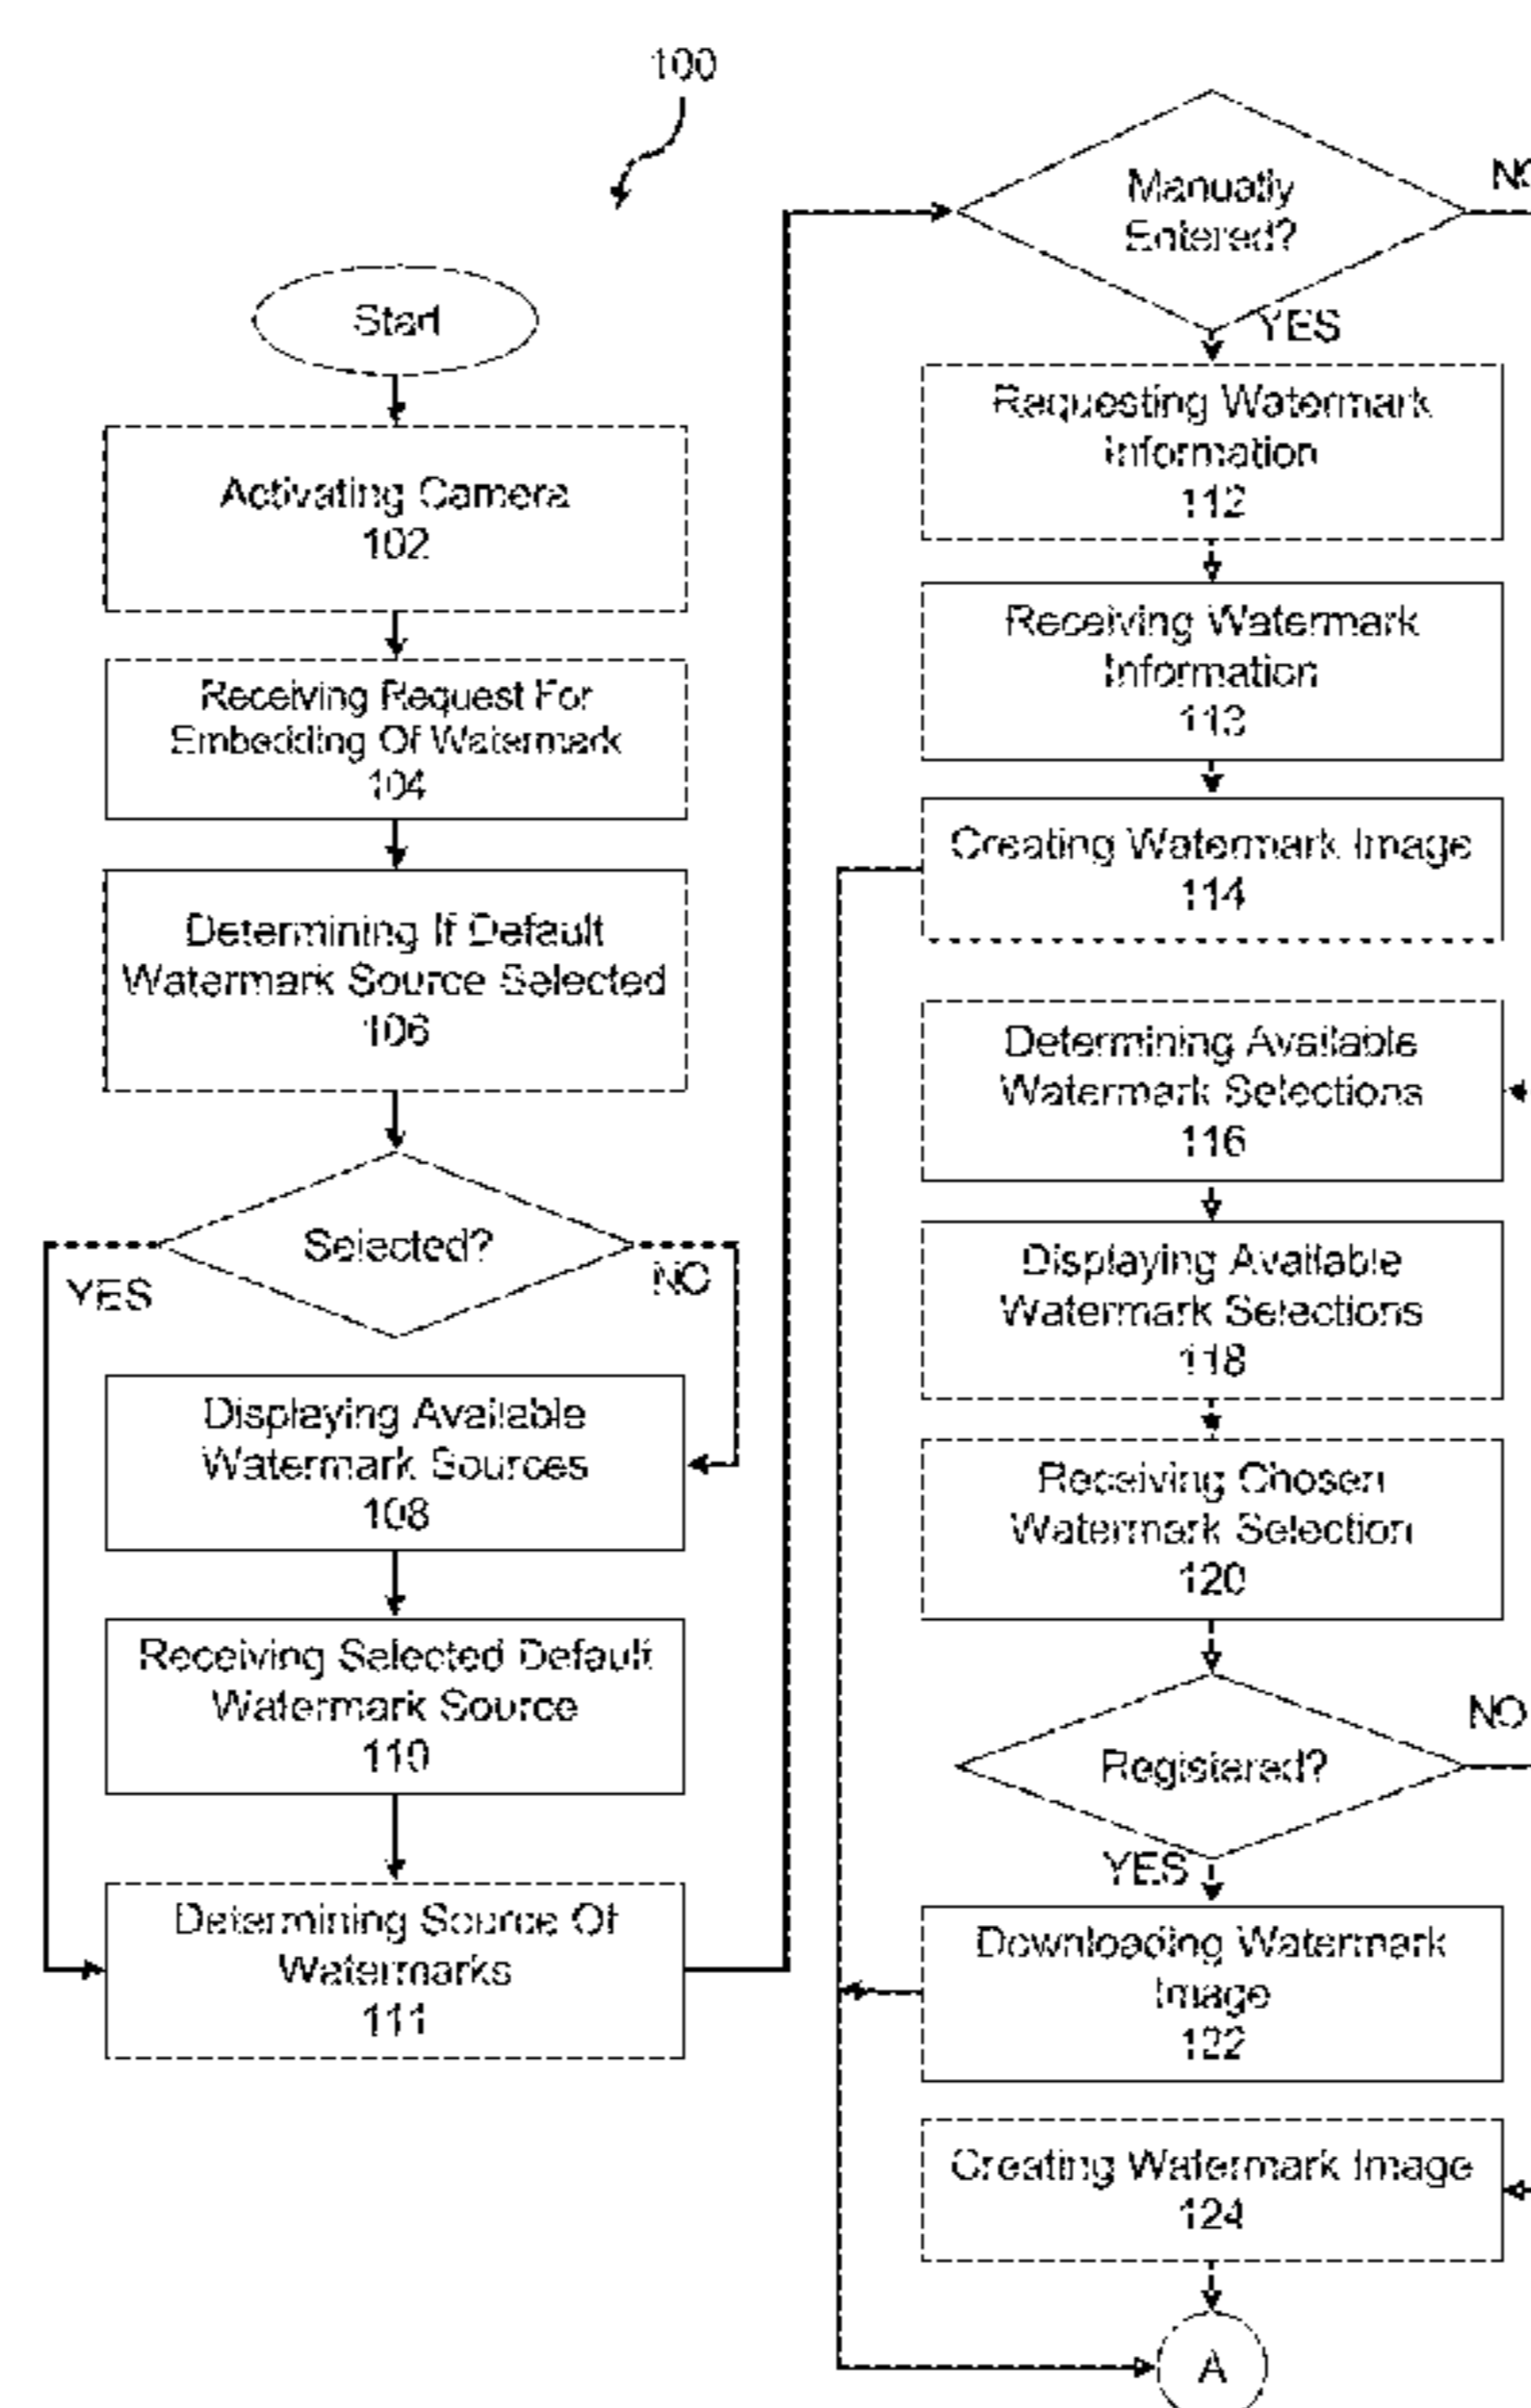 100
Start
Activating Camera
102
Receiving Request For
Embedding Of Watermark
104
Determining If Default
Watermark Source Selected
106
Selected?
YES
NO
Displaying Available
Watermark Sources
108
Receiving Selected Default
Watermark Source
110
Determining Source Of
Watermarks
111
Manually
Entered?
NO
YES
Requesting Watermark
Information
112
Receiving Watermark
Information
113
Creating Watermark Image
114
Determining Available
Watermark Selections
116
Displaying Available
Watermark Selections
118
Receiving Chosen
Watermark Selection
120
Registered?
NO
YES
Downloading Watermark
Image
122
Creating Watermark Image
124
A